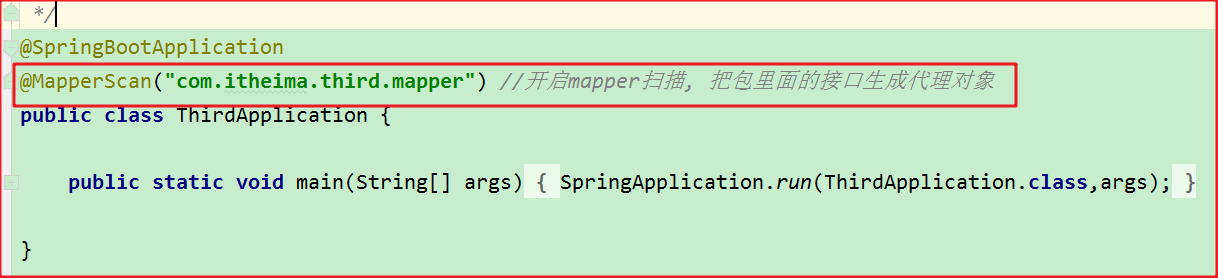 */
@SpringBootApplication
@MapperScan("com.itheima.third.mapper") //开启mapper扫描, 把包里面的接口生成代理对象
public class ThirdApplication {
public static void main(String[] args) { SpringApplication.run(ThirdApplication.class,args); }
}